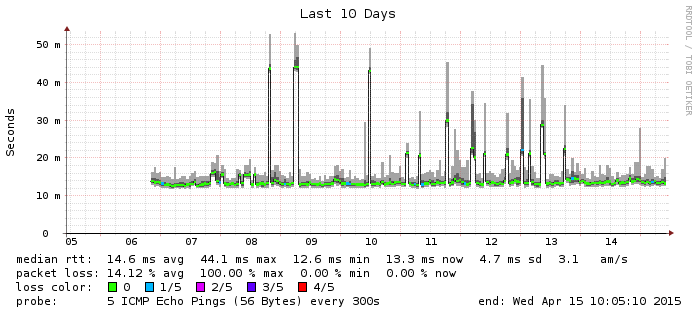 Last 10 Days
RRDTOOL / TOBI OETIKER
Seconds
50 m
40 m
30 m
20 m
10 m
0
05 06 07 08 09 10 11 12 13 14
median rtt: 14.6 ms avg 44.1 ms max 12.6 ms min 13.3 ms now 4.7 ms sd 3.1 am/s
packet loss: 14.12 % avg 100.00 % max 0.00 % min 0.00 % now
loss color: 0 1/5 2/5 3/5 4/5
probe: 5 ICMP Echo Pings (56 Bytes) every 300s end: Wed Apr 15 10:05:10 2015